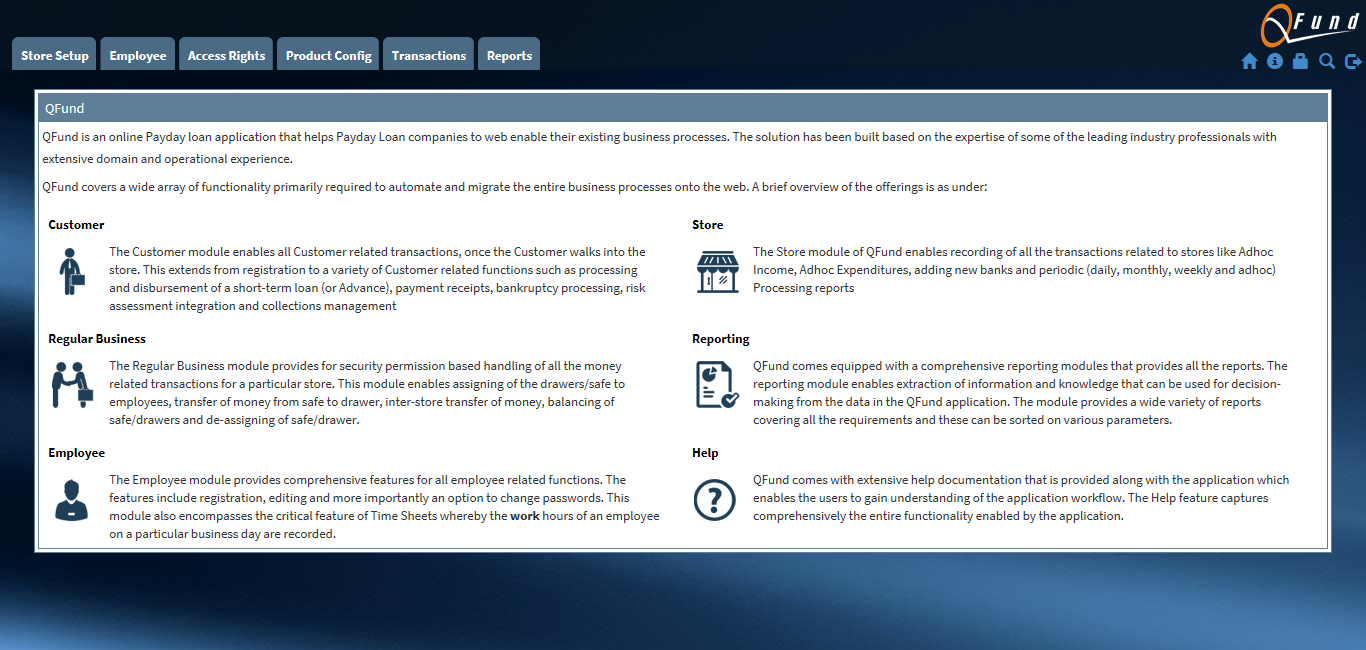 QFund
Store Setup
Employee
Access Rights
Product Config
Transactions
Reports
QFund
QFund is an online Payday loan application that helps Payday Loan companies to web enable their existing business processes. The solution has been built based on the expertise of some of the leading industry professionals with
extensive domain and operational experience.
QFund covers a wide array of functionality primarily required to automate and migrate the entire business processes onto the web. A brief overview of the offerings is as under:
Customer
The Customer module enables all Customer related transactions, once the Customer walks into the
store. This extends from registration to a variety of Customer related functions such as processing
and disbursement of a short-term loan (or Advance), payment receipts, bankruptcy processing, risk
assessment integration and collections management
Store
The Store module of QFund enables recording of all the transactions related to stores like Adhoc
Income, Adhoc Expenditures, adding new banks and periodic (daily, monthly, weekly and adhoc)
Processing reports
Regular Business
The Regular Business module provides for security permission based handling of all the money
related transactions for a particular store. This module enables assigning of the drawers/safe to
employees, transfer of money from safe to drawer, inter-store transfer of money, balancing of
safe/drawers and de-assigning of safe/drawer.
Reporting
QFund comes equipped with a comprehensive reporting modules that provides all the reports. The
reporting module enables extraction of information and knowledge that can be used for decision-
making from the data in the QFund application. The module provides a wide variety of reports
covering all the requirements and these can be sorted on various parameters.
Employee
The Employee module provides comprehensive features for all employee related functions. The
features include registration, editing and more importantly an option to change passwords. This
module also encompasses the critical feature of Time Sheets whereby the work hours of an employee
on a particular business day are recorded.
Help
QFund comes with extensive help documentation that is provided along with the application which
enables the users to gain understanding of the application workflow. The Help feature captures
comprehensively the entire functionality enabled by the application.